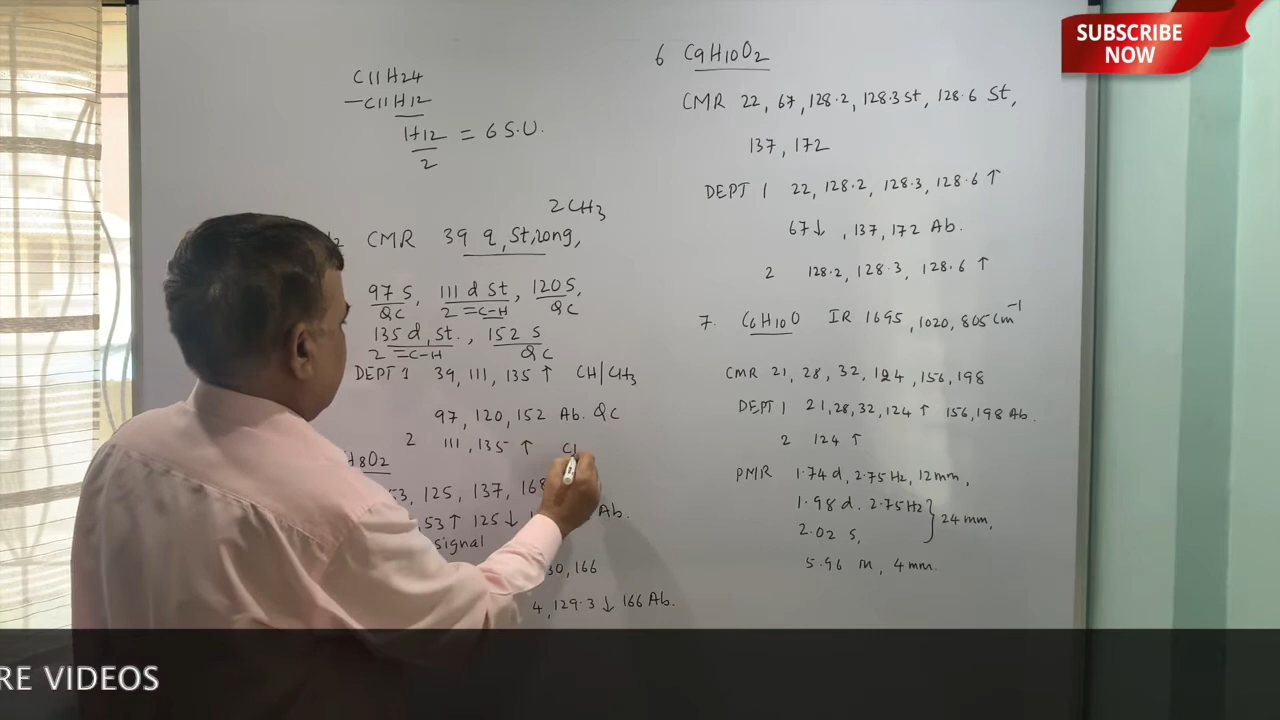 C11H24
-C11H12
H12 = 6 S.U.
2
2CH3
CMR 39 q, Strong,
97 S, 111 d St, 120 S,
QC 2 =C-H QC
135 d, St., 152 S
2 =C-H QC
DEPT 1 39, 111, 135 ↑ CH/CH3
97, 120, 152 Ab. QC
2 111, 135 ↑
H8O2
53, 125, 137, 168
53 ↑ 125 ↓ Ab.
signal
30, 166
4, 129.3 ↓ 166 Ab.
6 C9H10O2
CMR 22, 67, 128.2, 128.3 St, 128.6 St,
137, 172
DEPT 1 22, 128.2, 128.3, 128.6 ↑
67 ↓, 137, 172 Ab.
2 128.2, 128.3, 128.6 ↑
7. C6H10O IR 1695, 1020, 805 Cm-1
CMR 21, 28, 32, 124, 156, 198
DEPT 1 21, 28, 32, 124 ↑ 156, 198 Ab.
2 124 ↑
PMR 1.74 d, 2.75 Hz, 12 mm,
1.98 d. 2.75 Hz } 24 mm,
2.02 s,
5.96 m, 4 mm.
SUBSCRIBE
NOW
RE VIDEOS